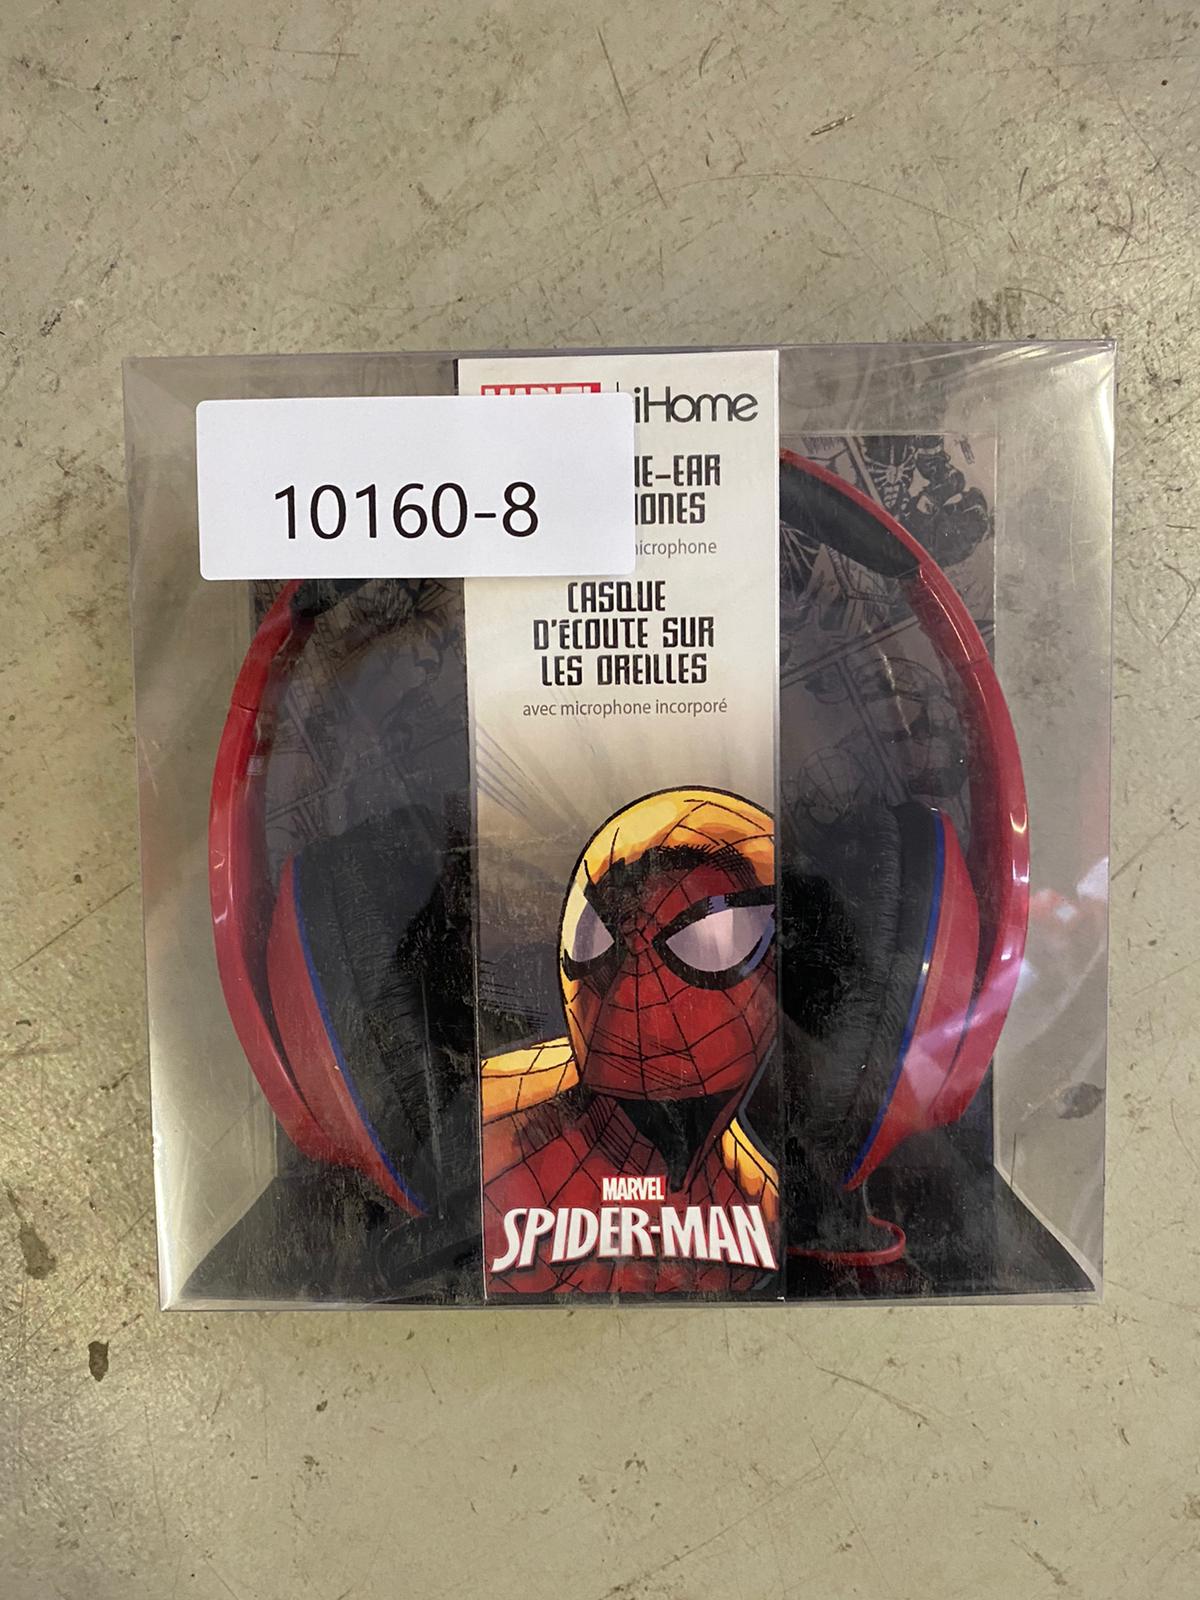 iHome
10160-8
CASQUE
D'ÉCOUTE SUR
LES OREILLES
avec microphone incorporé
MARVEL
SPIDER-MAN